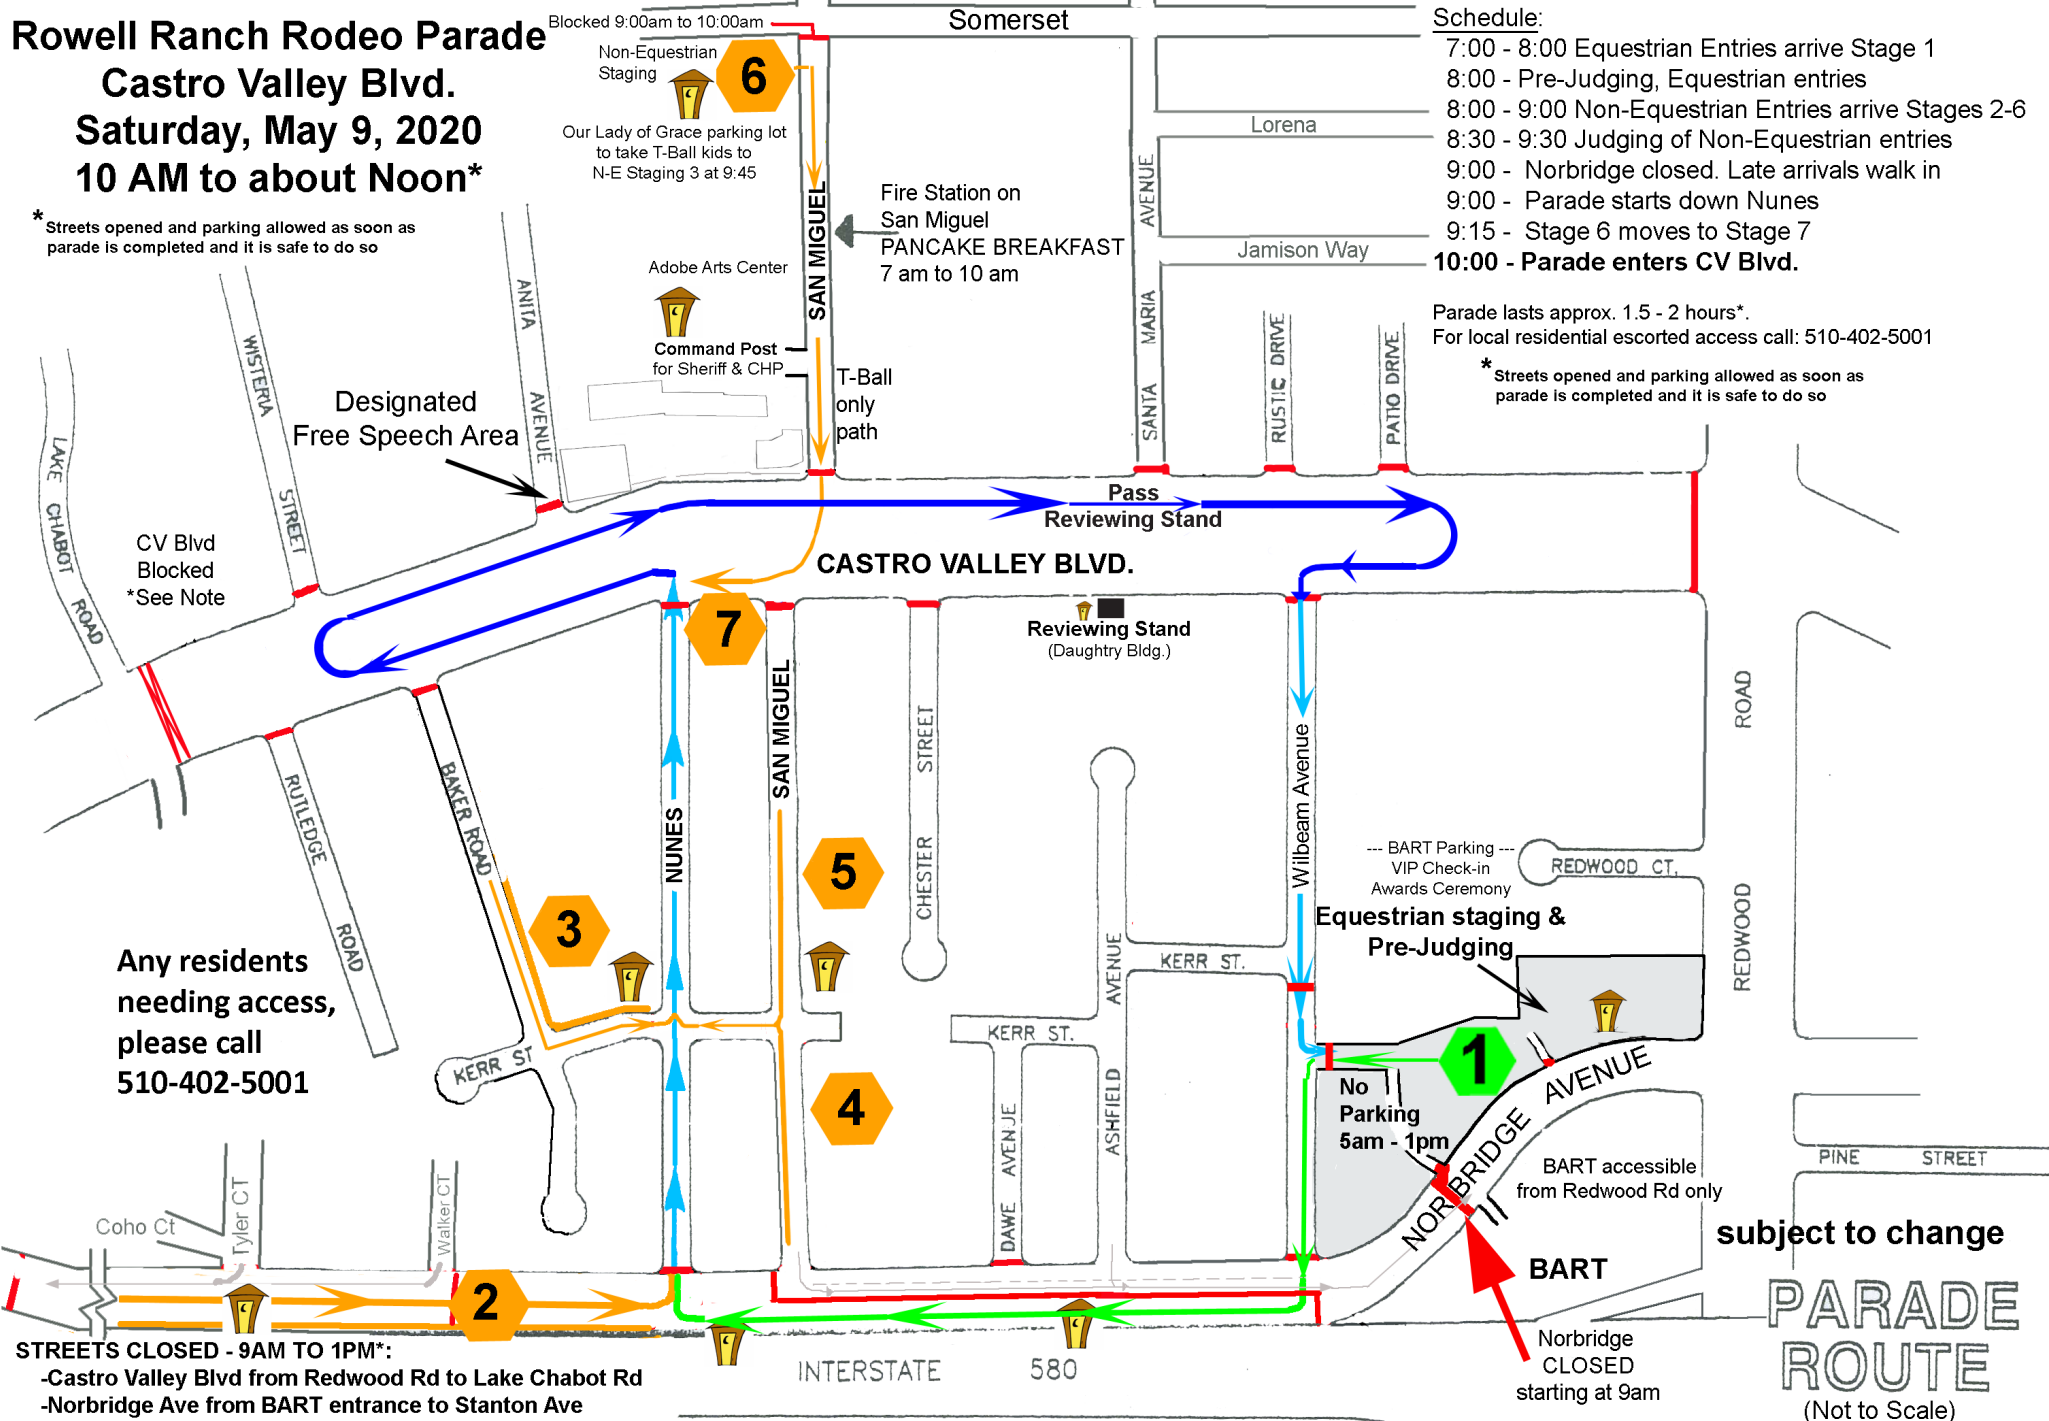 Rowell Ranch Rodeo Parade
Castro Valley Blvd.
Saturday, May 9, 2020
10 AM to about Noon*
*Streets opened and parking allowed as soon as
parade is completed and it is safe to do so
Blocked 9:00am to 10:00am
Somerset
Non-Equestrian
Staging
6
Our Lady of Grace parking lot
to take T-Ball kids to
N-E Staging 3 at 9:45
SAN MIGUEL
Fire Station on
San Miguel
PANCAKE BREAKFAST
7 am to 10 am
Adobe Arts Center
Command Post
for Sheriff & CHP
T-Ball
only
path
Schedule:
7:00 - 8:00 Equestrian Entries arrive Stage 1
8:00 - Pre-Judging, Equestrian entries
8:00 - 9:00 Non-Equestrian Entries arrive Stages 2-6
8:30 - 9:30 Judging of Non-Equestrian entries
9:00 - Norbridge closed. Late arrivals walk in
9:00 - Parade starts down Nunes
9:15 - Stage 6 moves to Stage 7
10:00 - Parade enters CV Blvd.
Parade lasts approx. 1.5 - 2 hours*.
For local residential escorted access call: 510-402-5001
*Streets opened and parking allowed as soon as
parade is completed and it is safe to do so
Lorena
Jamison Way
SANTA MARIA AVENUE
RUSTIC DRIVE
PATIO DRIVE
ANITA AVENUE
WISTERIA STREET
LAKE CHABOT ROAD
Designated
Free Speech Area
CV Blvd
Blocked
*See Note
Pass
Reviewing Stand
CASTRO VALLEY BLVD.
7
Reviewing Stand
(Daughtry Bldg.)
RUTLEDGE ROAD
BAKER ROAD
NUNES
SAN MIGUEL
CHESTER STREET
Wilbeam Avenue
REDWOOD ROAD
5
3
4
--- BART Parking ---
VIP Check-in
Awards Ceremony
REDWOOD CT.
Equestrian staging &
Pre-Judging
KERR ST.
KERR ST.
KERR ST
ASHFIELD AVENUE
DAWE AVENUE
1
No
Parking
5am - 1pm
NORBRIDGE AVENUE
PINE STREET
BART accessible
from Redwood Rd only
Any residents
needing access,
please call
510-402-5001
Coho Ct
Tyler CT
Walker CT
2
BART
subject to change
Norbridge
CLOSED
starting at 9am
INTERSTATE 580
STREETS CLOSED - 9AM TO 1PM*:
-Castro Valley Blvd from Redwood Rd to Lake Chabot Rd
-Norbridge Ave from BART entrance to Stanton Ave
PARADE
ROUTE
(Not to Scale)